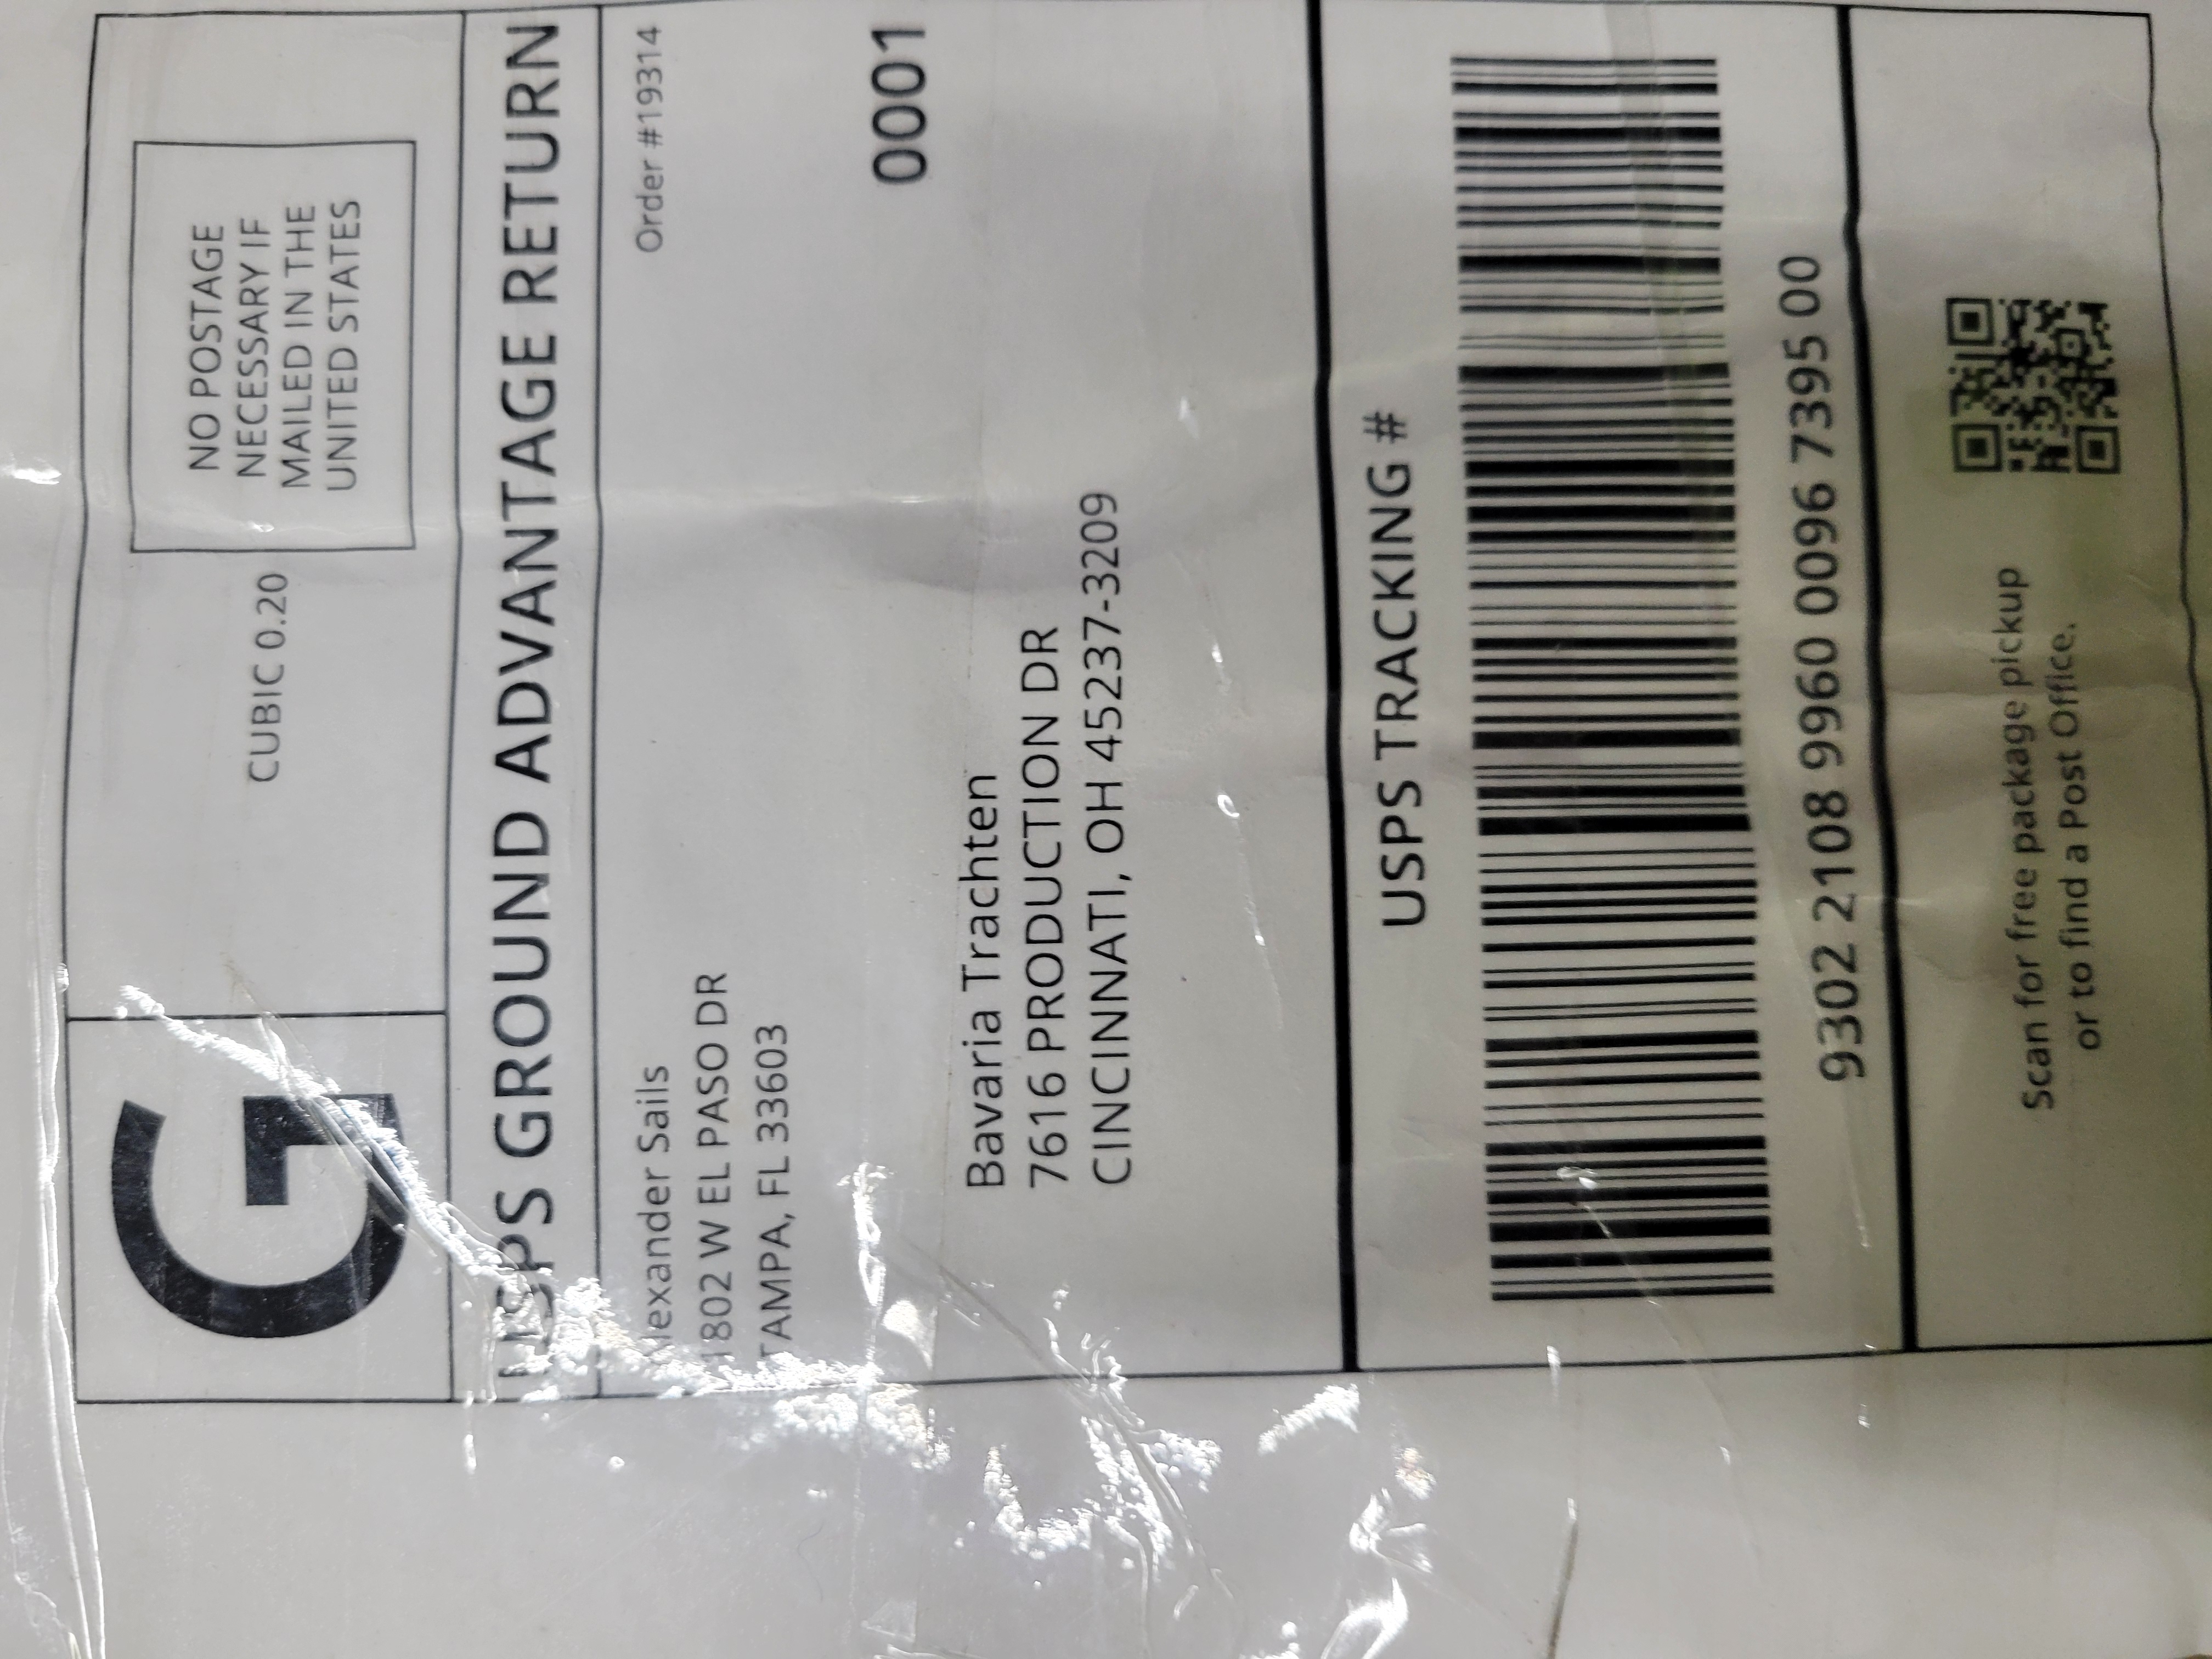 G
CUBIC 0.20
NO POSTAGE
NECESSARY IF
MAILED IN THE
UNITED STATES
USPS GROUND ADVANTAGE RETURN
Alexander Sails
Order #19314
1802 W EL PASO DR
TAMPA, FL 33603
0001
Bavaria Trachten
7616 PRODUCTION DR
CINCINNATI, OH 45237-3209
USPS TRACKING #
9302 2108 9960 0096 7395 00
Scan for free package pickup
or to find a Post Office.